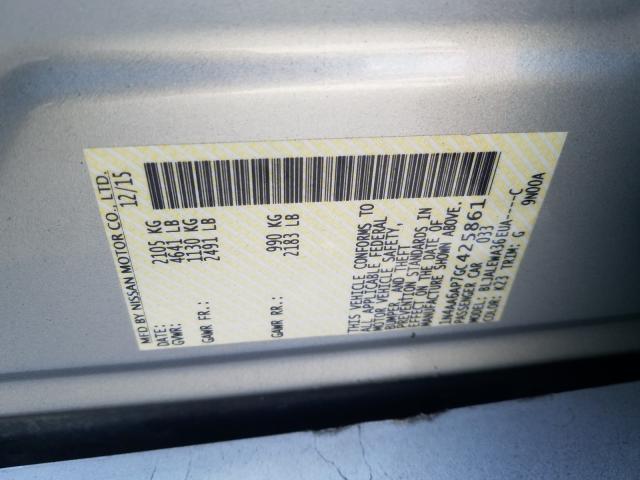 MFD BY NISSAN MOTOR CO., LTD.
DATE: 12/15
GVWR: 2105 KG
4641 LB
GAWR FR.: 1130 KG
2491 LB
GAWR RR.: 990 KG
2183 LB
THIS VEHICLE CONFORMS TO
ALL APPLICABLE FEDERAL
MOTOR VEHICLE SAFETY,
BUMPER, AND THEFT
PREVENTION STANDARDS IN
EFFECT ON THE DATE OF
MANUFACTURE SHOWN ABOVE.
1N4AA6AP7GC425861
PASSENGER CAR 033
MODEL: BLJALEWA36EUA----C
COLOR: K23 TRIM: G 9N00A